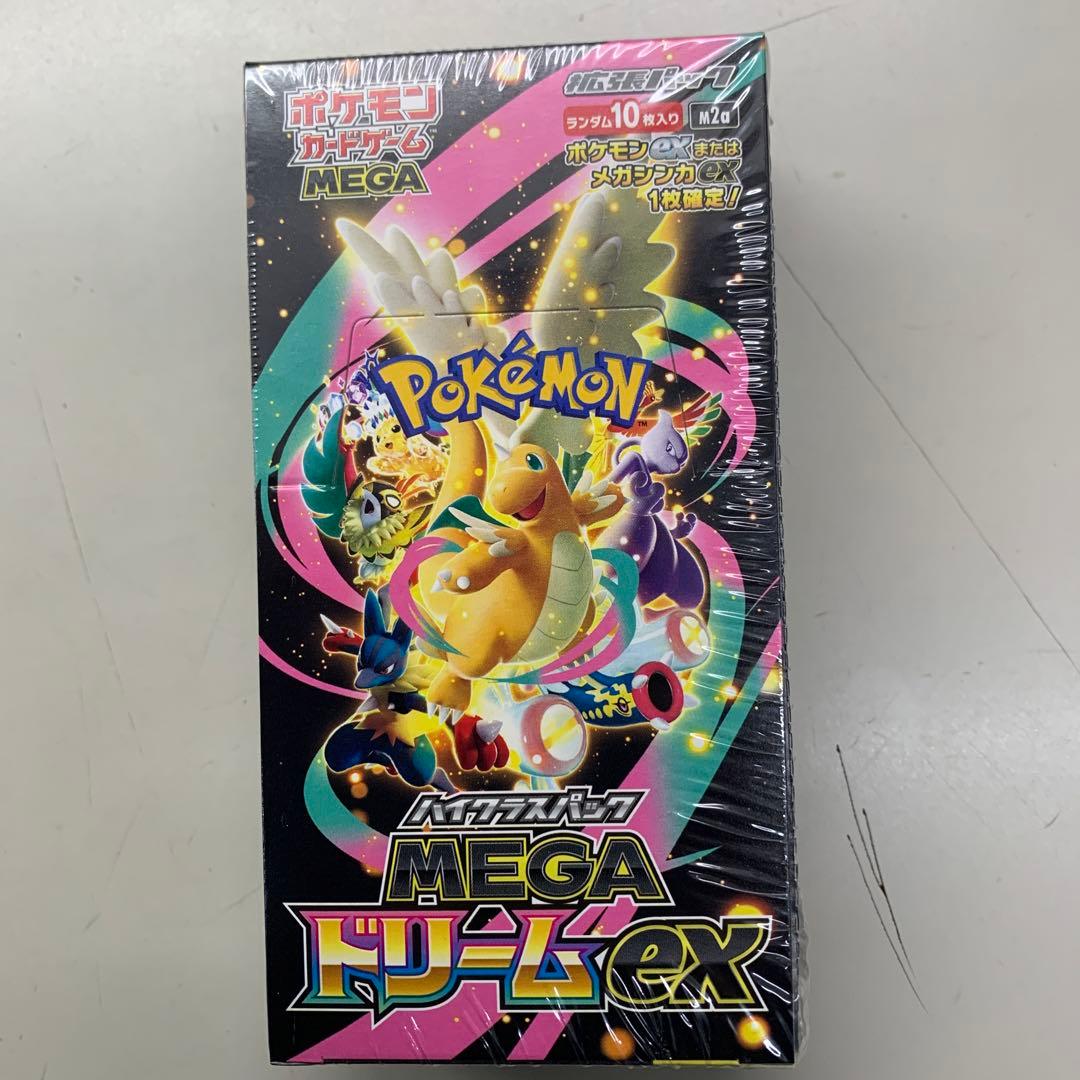 ポケモン
カードゲーム
MEGA
拡張パック
ランダム10枚入り M2a
ポケモンexまたは
メガシンカex
1枚確定!
POKéMON
TM
ハイクラスパック
MEGA
ドリームex